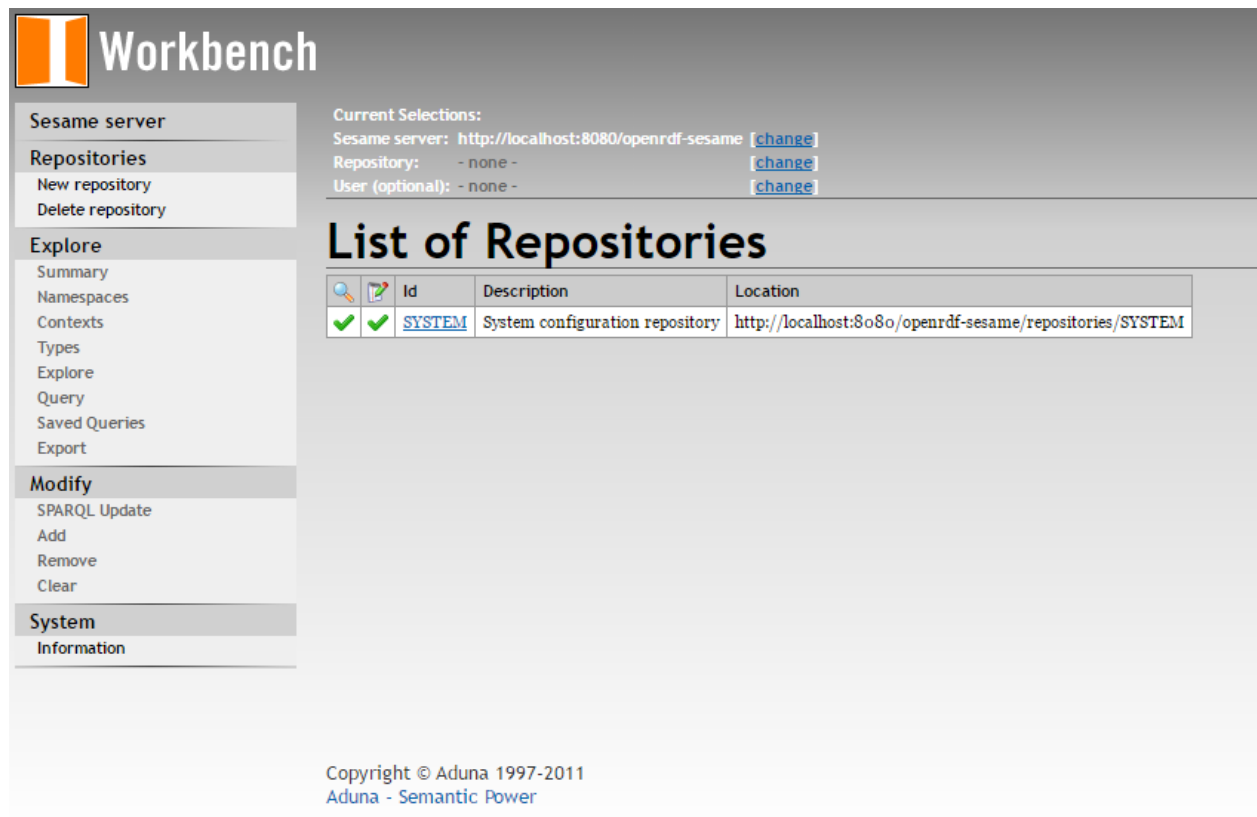 Workbench
Sesame server
Repositories
New repository
Delete repository
Explore
Summary
Namespaces
Contexts
Types
Explore
Query
Saved Queries
Export
Modify
SPARQL Update
Add
Remove
Clear
System
Information
Current Selections:
Sesame server: http://localhost:8080/openrdf-sesame [change]
Repository: - none - [change]
User (optional): - none - [change]
List of Repositories
Id Description Location
SYSTEM System configuration repository http://localhost:8080/openrdf-sesame/repositories/SYSTEM
Copyright © Aduna 1997-2011
Aduna - Semantic Power